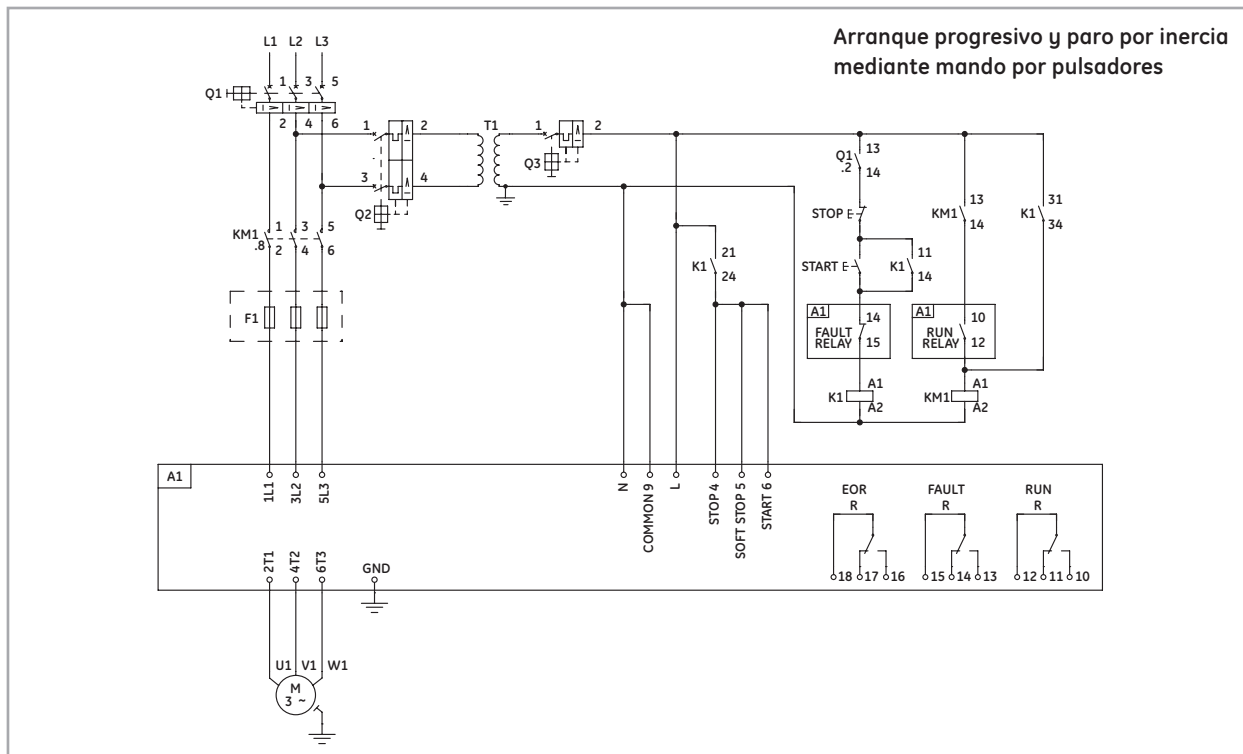 Arranque progresivo y paro por inercia
mediante mando por pulsadores
L1 L2 L3
Q1
1 3 5
2 4 6
1 2
3 4
Q2
T1
1 2
Q3
KM1
.8
1 3 5
2 4 6
F1
Q1
.2
13
14
STOP E
START E
K1
11
14
K1
21
24
KM1
13
14
K1
31
34
A1
FAULT
RELAY
14
15
A1
RUN
RELAY
10
12
K1
A1
A2
KM1
A1
A2
A1
1L1
3L2
5L3
N
COMMON 9
L
STOP 4
SOFT STOP 5
START 6
2T1
4T2
6T3
GND
EOR
R
18 17 16
FAULT
R
15 14 13
RUN
R
12 11 10
U1 V1 W1
M
3 ~